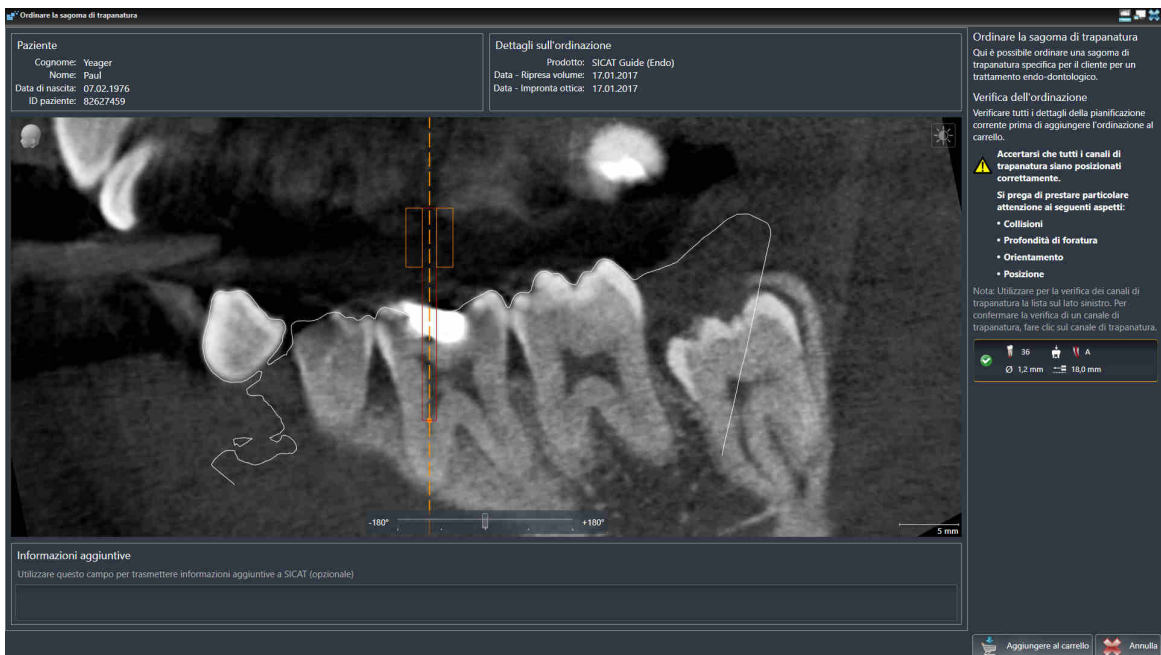 Ordinare la sagoma di trapanatura
Paziente
Cognome: Yeager
Nome: Paul
Data di nascita: 07.02.1976
ID paziente: 82627459
Dettagli sull'ordinazione
Prodotto: SICAT Guide (Endo)
Data - Ripresa volume: 17.01.2017
Data - Impronta ottica: 17.01.2017
-180°
+180°
5 mm
Informazioni aggiuntive
Utilizzare questo campo per trasmettere informazioni aggiuntive a SICAT (opzionale)
Ordinare la sagoma di trapanatura
Qui è possibile ordinare una sagoma di
trapanatura specifica per il cliente per un
trattamento endo-dontologico.
Verifica dell'ordinazione
Verificare tutti i dettagli della pianificazione
corrente prima di aggiungere l'ordinazione al
carrello.
Accertarsi che tutti i canali di
trapanatura siano posizionati
correttamente.
Si prega di prestare particolare
attenzione ai seguenti aspetti:
• Collisioni
• Profondità di foratura
• Orientamento
• Posizione
Nota: Utilizzare per la verifica dei canali di
trapanatura la lista sul lato sinistro. Per
confermare la verifica di un canale di
trapanatura, fare clic sul canale di trapanatura.
36 A
Ø 1,2 mm 18,0 mm
Aggiungere al carrello
Annulla